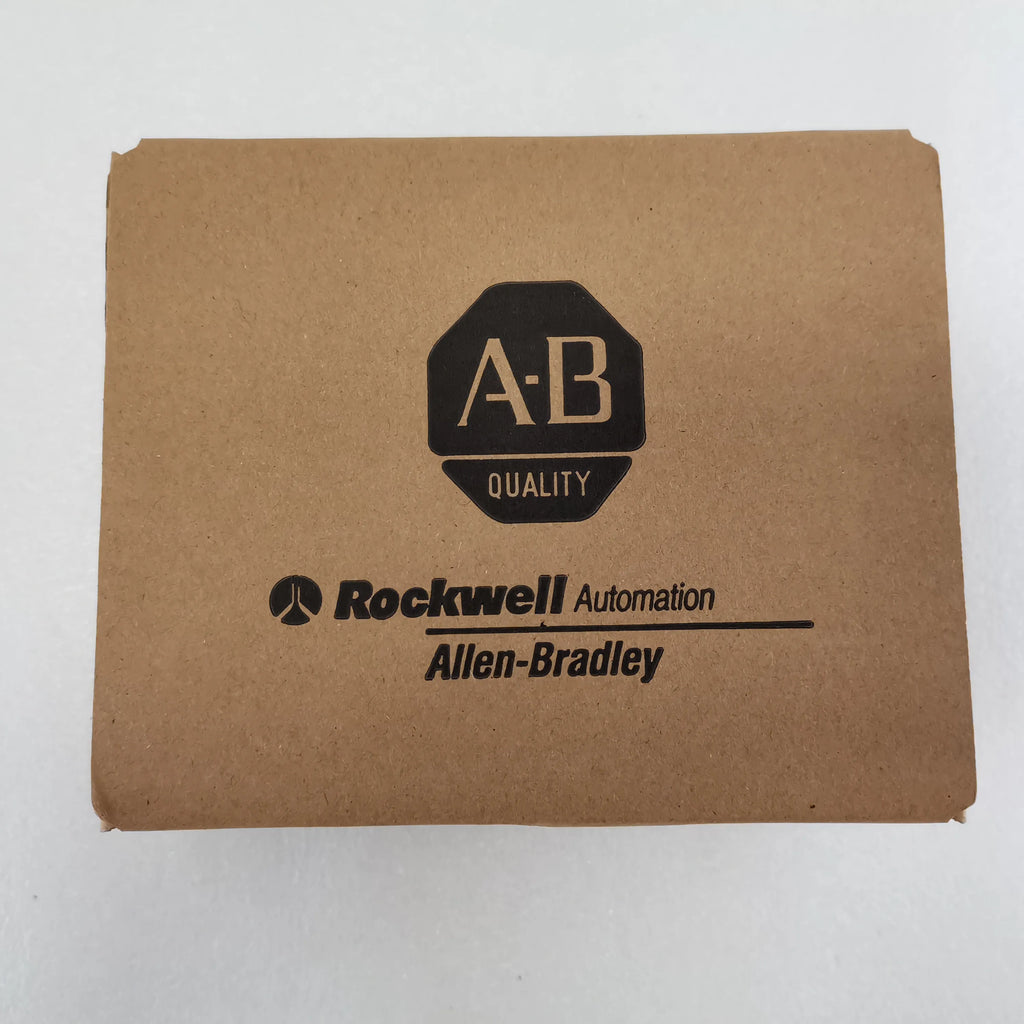 A-B
QUALITY
Rockwell Automation
Allen-Bradley